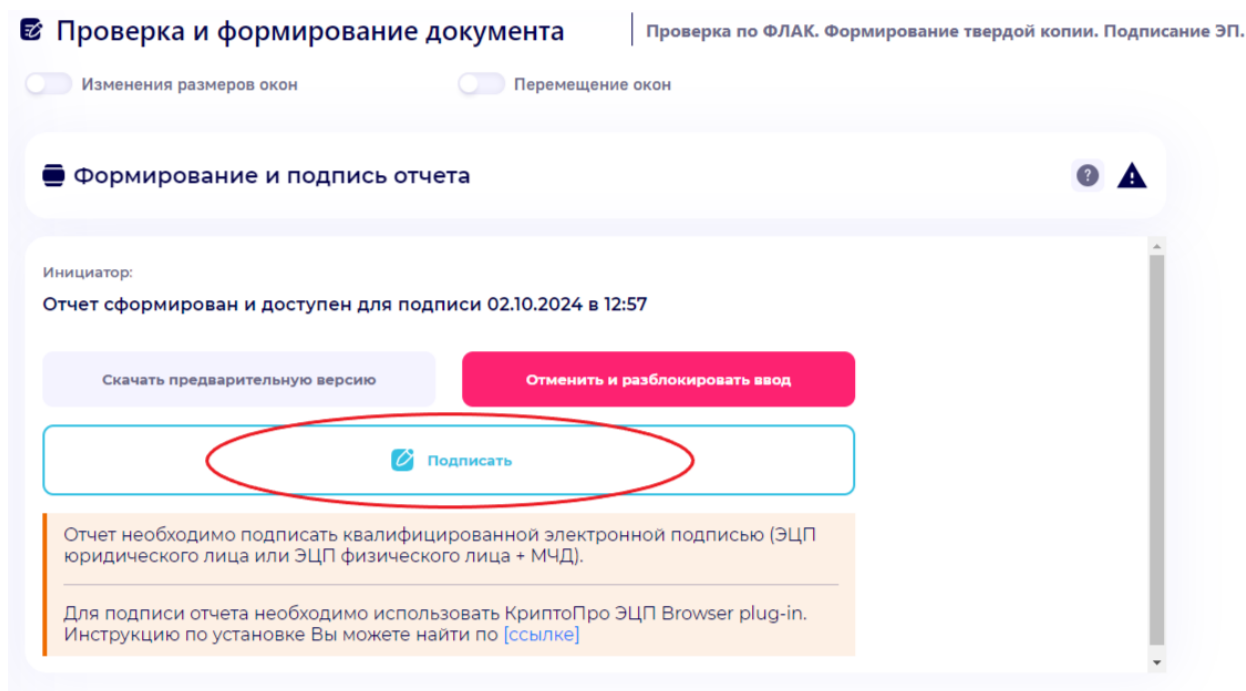 Проверка и формирование документа
Проверка по ФЛАК. Формирование твердой копии. Подписание ЭП.
Изменения размеров окон
Перемещение окон
Формирование и подпись отчета
Инициатор:
Отчет сформирован и доступен для подписи 02.10.2024 в 12:57
Скачать предварительную версию
Отменить и разблокировать ввод
Подписать
Отчет необходимо подписать квалифицированной электронной подписью (ЭЦП
юридического лица или ЭЦП физического лица + МЧД).
Для подписи отчета необходимо использовать КриптоПро ЭЦП Browser plug-in.
Инструкцию по установке Вы можете найти по [ссылке]